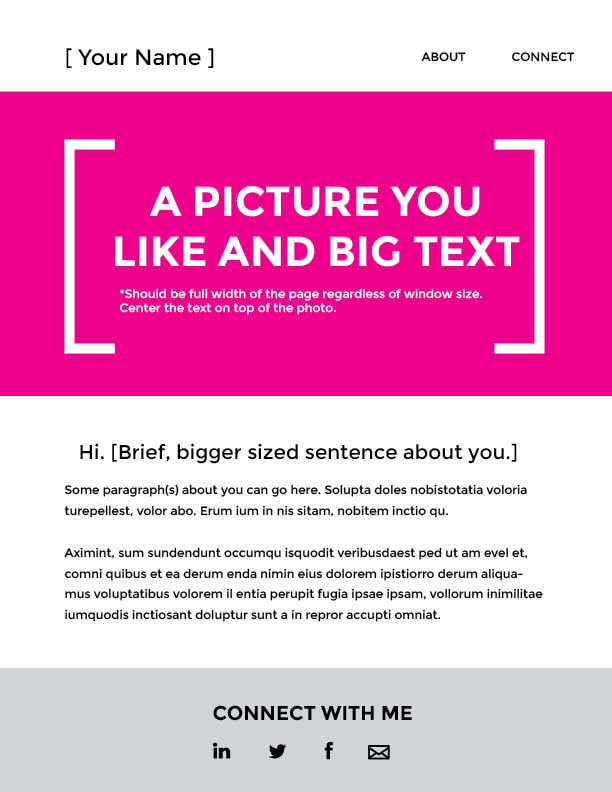 [ Your Name ]
ABOUT
CONNECT
A PICTURE YOU
LIKE AND BIG TEXT
*Should be full width of the page regardless of window size.
Center the text on top of the photo.
Hi. [Brief, bigger sized sentence about you.]
Some paragraph(s) about you can go here. Solupta doles nobistotatia voloria
turepellest, volor abo. Erum ium in nis sitam, nobitem inctio qu.
Aximint, sum sundendunt occumqu isquodit veribusdaest ped ut am evel et,
comni quibus et ea derum enda nimin eius dolorem ipistiorro derum aliqua-
mus voluptatibus volorem il entia perupit fugia ipsae ipsam, vollorum inimilitae
iumquodis inctiosant doluptur sunt a in repror accupti omniat.
CONNECT WITH ME
in
f